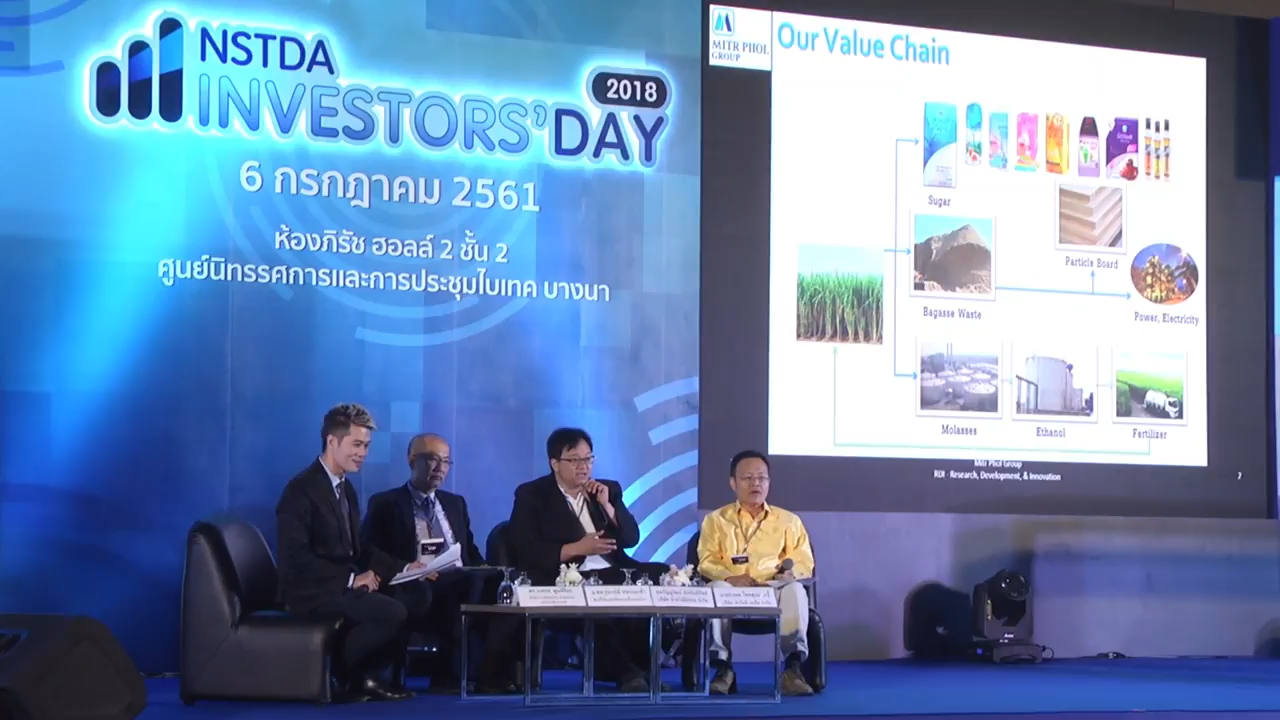 NSTDA
INVESTORS' DAY
2018
6 กรกฎาคม 2561
ห้องภิรัช ฮอลล์ 2 ชั้น 2
ศูนย์นิทรรศการและการประชุมไบเทค บางนา
MITR PHOL
GROUP
Our Value Chain
Sugar
Particle Board
Bagasse Waste
Power, Electricity
Molasses
Ethanol
Fertilizer
Mitr Phol Group
RDI - Research, Development, & Innovation
7